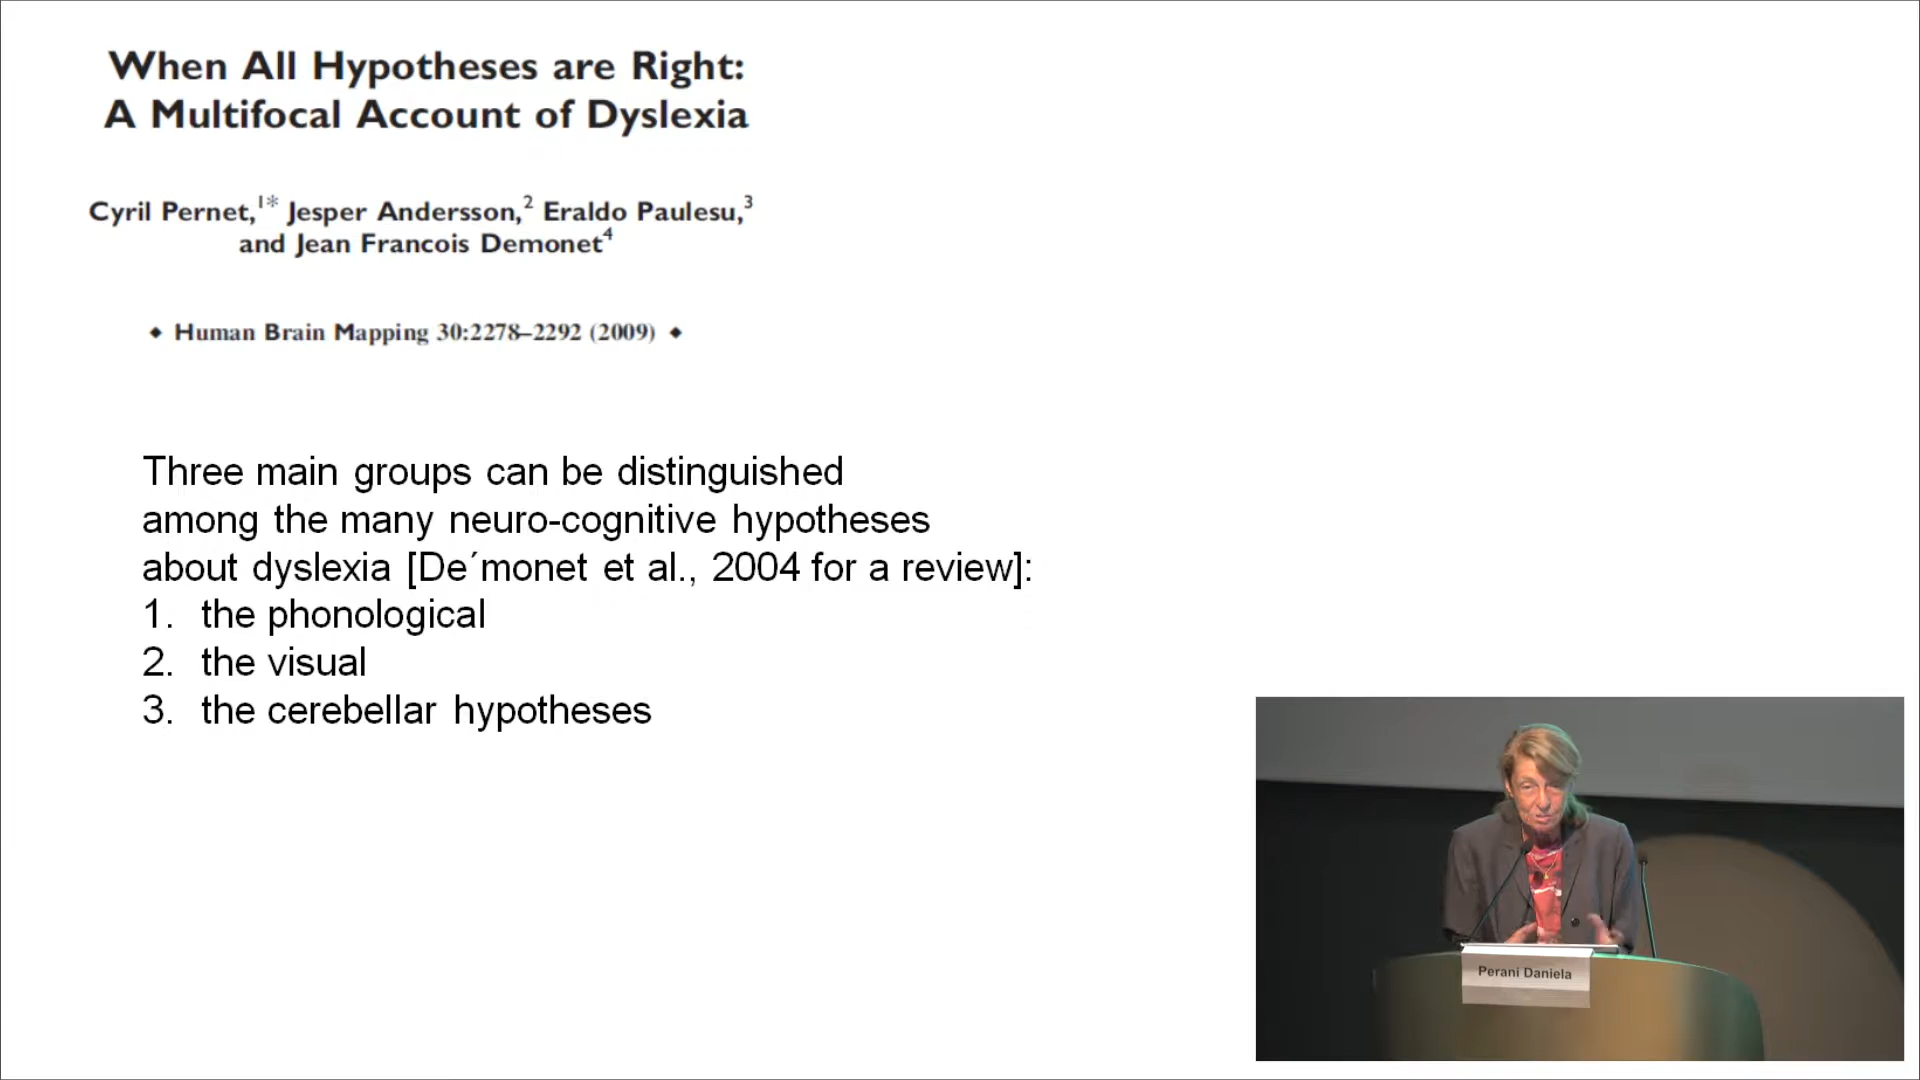 When All Hypotheses are Right:
A Multifocal Account of Dyslexia
Cyril Pernet,¹* Jesper Andersson,² Eraldo Paulesu,³
and Jean Francois Demonet⁴
◆ Human Brain Mapping 30:2278–2292 (2009) ◆
Three main groups can be distinguished
among the many neuro-cognitive hypotheses
about dyslexia [De´monet et al., 2004 for a review]:
1. the phonological
2. the visual
3. the cerebellar hypotheses
Perani Daniela